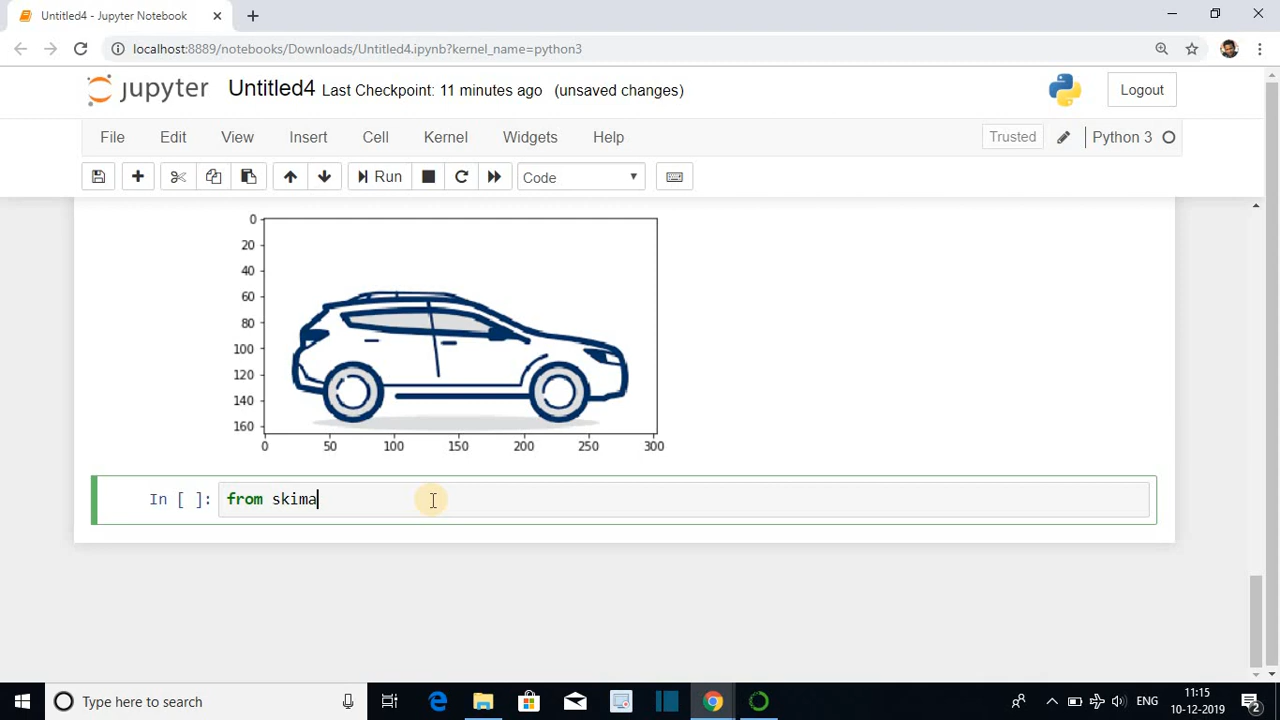 Untitled4 - Jupyter Notebook
localhost:8889/notebooks/Downloads/Untitled4.ipynb?kernel_name=python3
jupyter Untitled4 Last Checkpoint: 11 minutes ago (unsaved changes) Logout
File Edit View Insert Cell Kernel Widgets Help Trusted Python 3
Run Code
0
20
40
60
80
100
120
140
160
0 50 100 150 200 250 300
In [ ]: from skima
Type here to search ENG 11:15
10-12-2019
2